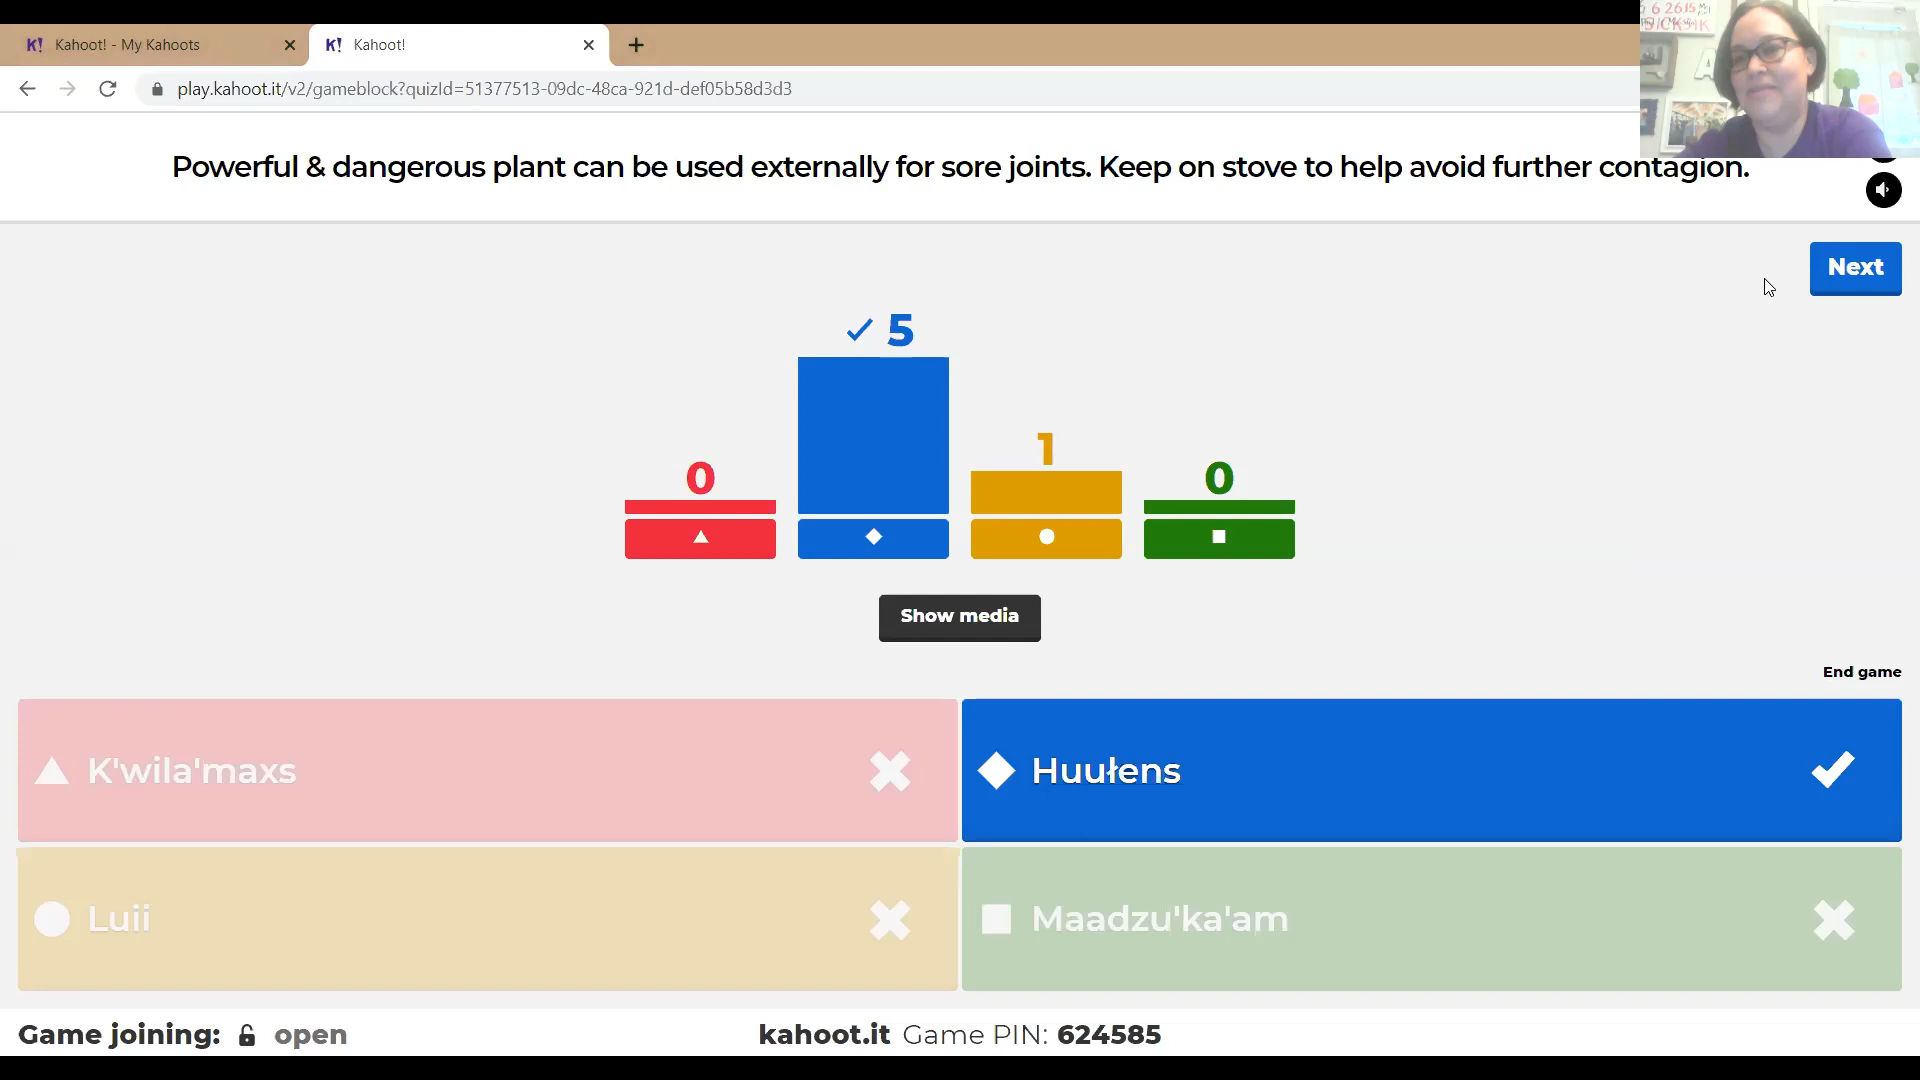 Kahoot! - My Kahoots
Kahoot!
play.kahoot.it/v2/gameblock?quizId=51377513-09dc-48ca-921d-def05b58d3d3
6 26.15
Powerful & dangerous plant can be used externally for sore joints. Keep on stove to help avoid further contagion.
Next
5
1
0
0
Show media
End game
K'wila'maxs
Huułens
Luii
Maadzu'ka'am
Game joining: open
kahoot.it Game PIN: 624585